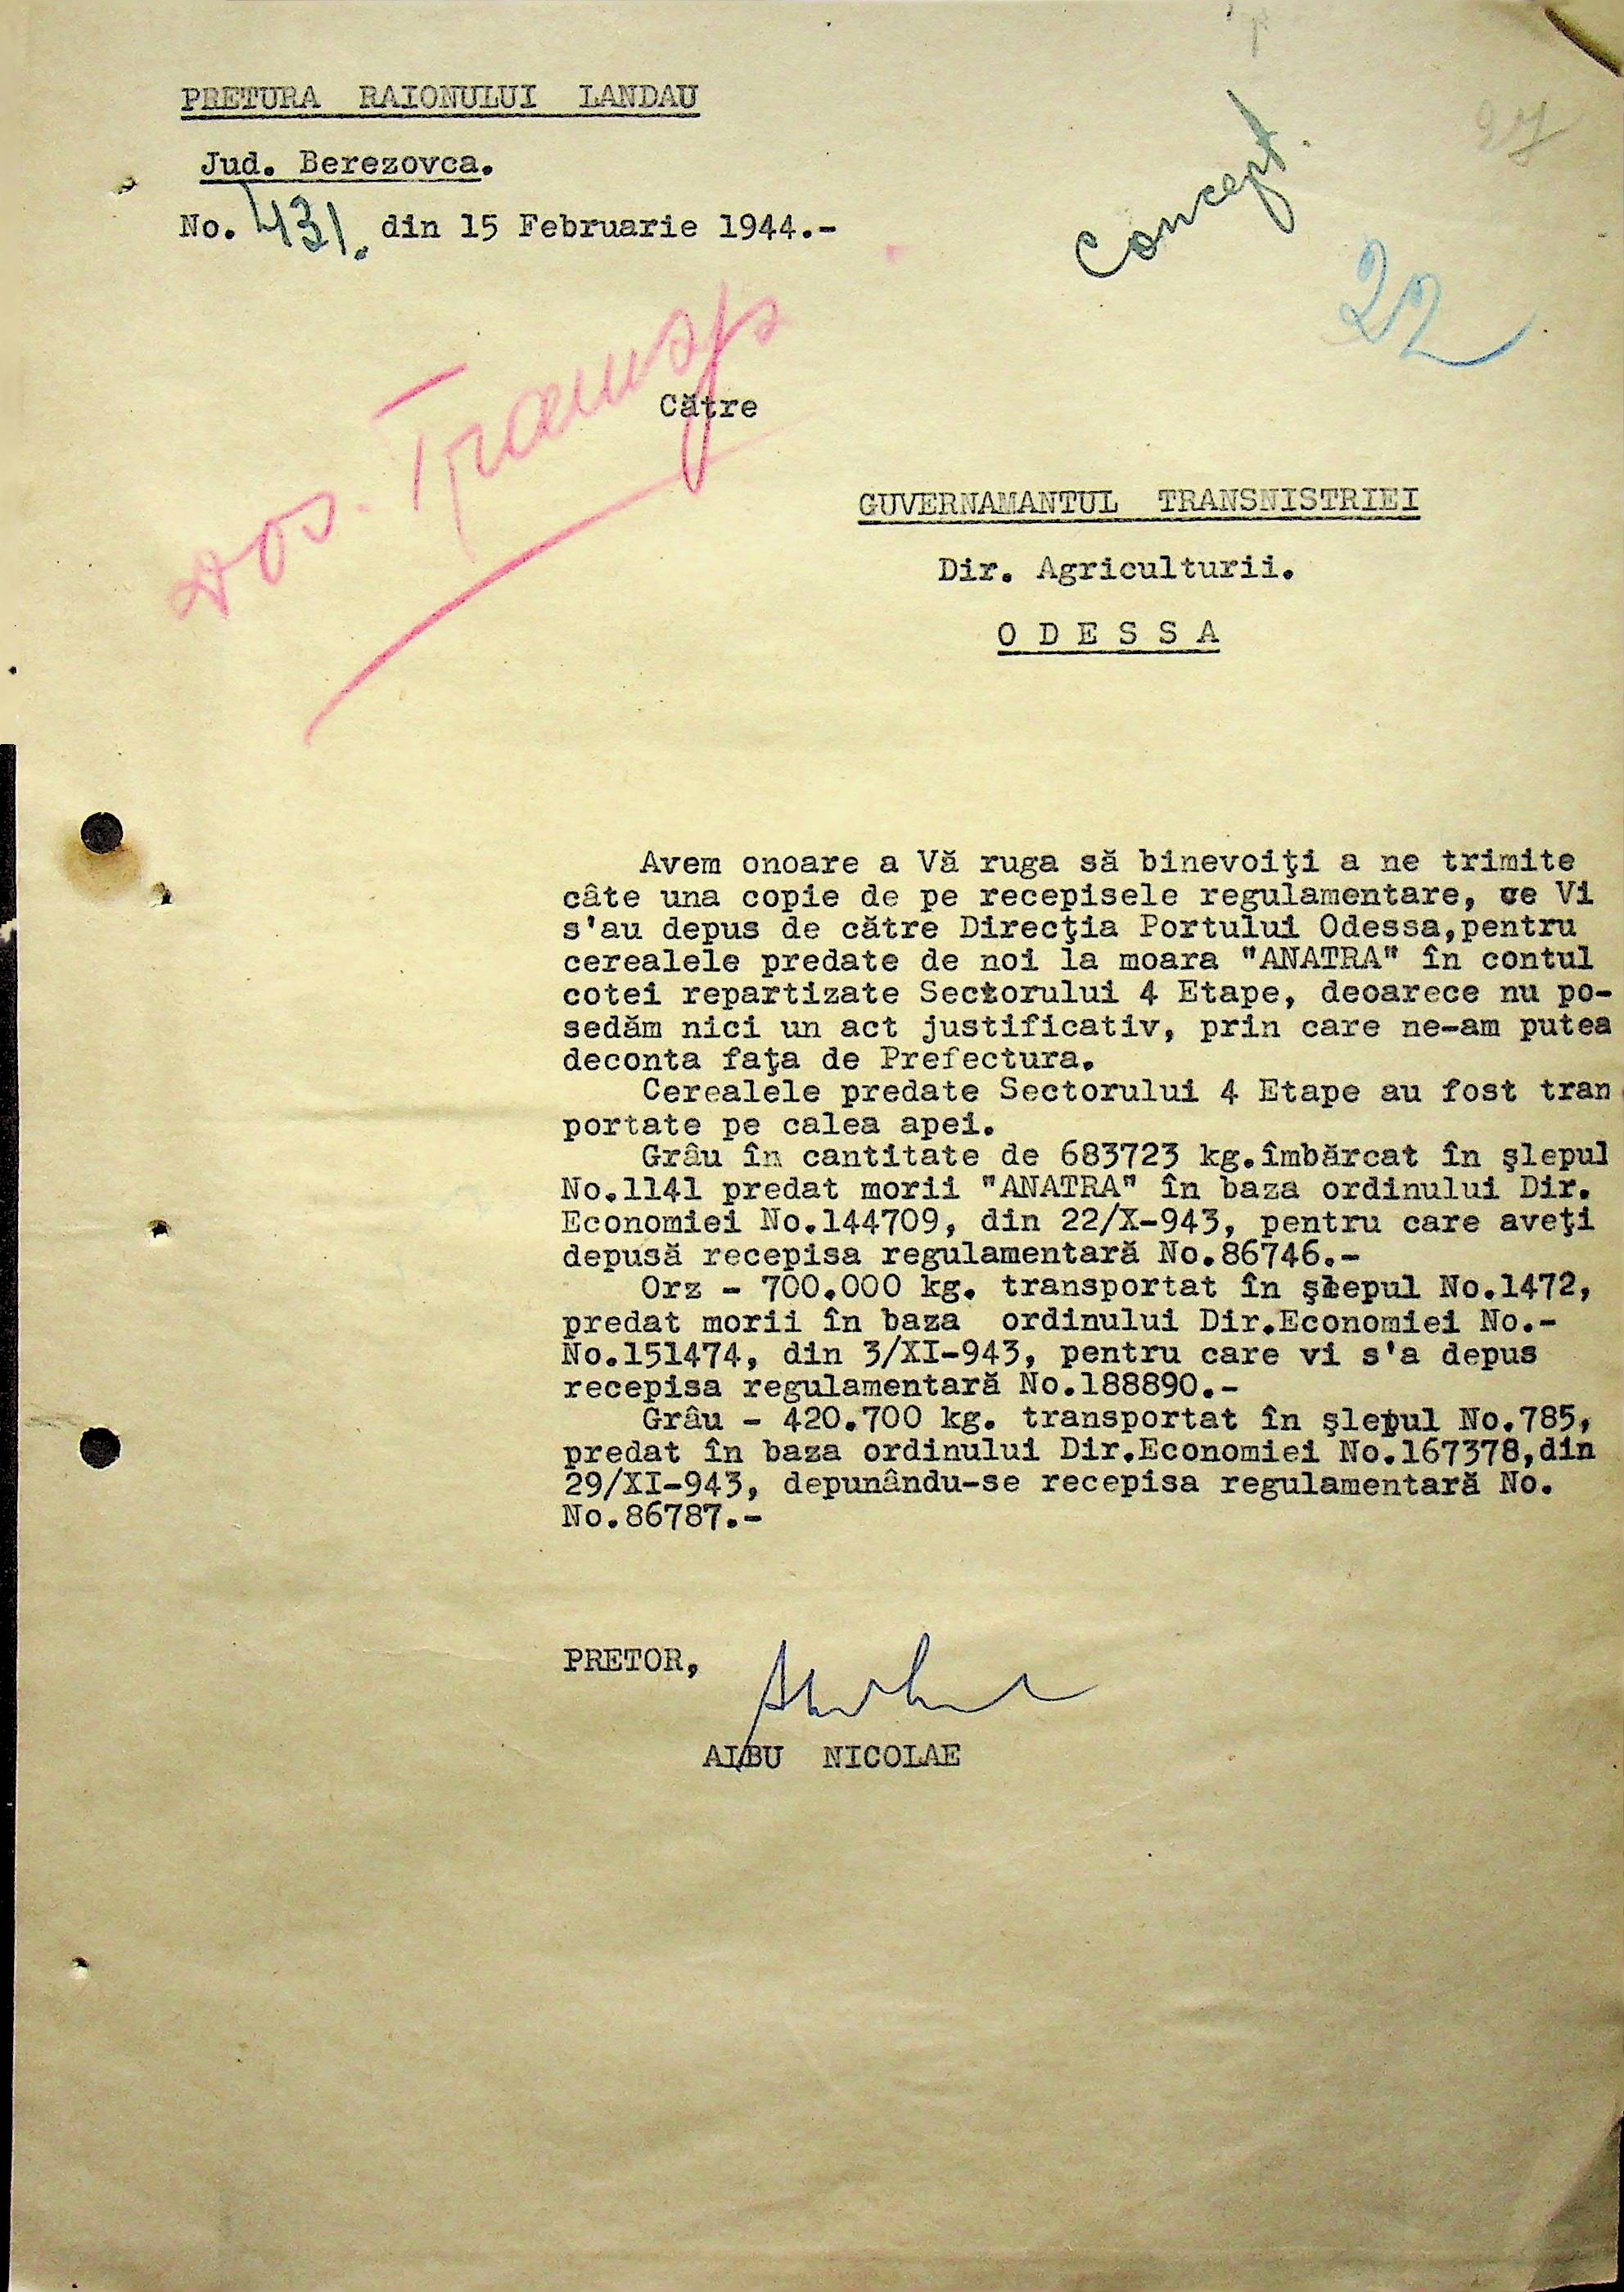 PRETURA RAIONULUI LANDAU
Jud. Berezovca.
No. 431. din 15 Februarie 1944.-
Concept.
97
22
Dos. Transp
Către
GUVERNAMANTUL TRANSNISTRIEI
Dir. Agriculturii.
O D E S S A
Avem onoare a Vă ruga să binevoiţi a ne trimite
câte una copie de pe recepisele regulamentare, ce Vi
s'au depus de către Direcţia Portului Odessa,pentru
cerealele predate de noi la moara "ANATRA" în contul
cotei repartizate Sectorului 4 Etape, deoarece nu po-
sedăm nici un act justificativ, prin care ne-am putea
deconta faţa de Prefectura.
Cerealele predate Sectorului 4 Etape au fost tran
portate pe calea apei.
Grâu în cantitate de 683723 kg.îmbărcat în şlepul
No.1141 predat morii "ANATRA" în baza ordinului Dir.
Economiei No.144709, din 22/X-943, pentru care aveţi
depusă recepisa regulamentară No.86746.-
Orz - 700.000 kg. transportat în şlepul No.1472,
predat morii în baza ordinului Dir.Economiei No.-
No.151474, din 3/XI-943, pentru care vi s'a depus
recepisa regulamentară No.188890.-
Grâu - 420.700 kg. transportat în şlepul No.785,
predat în baza ordinului Dir.Economiei No.167378,din
29/XI-943, depunându-se recepisa regulamentară No.
No.86787.-
PRETOR,
ALBU NICOLAE